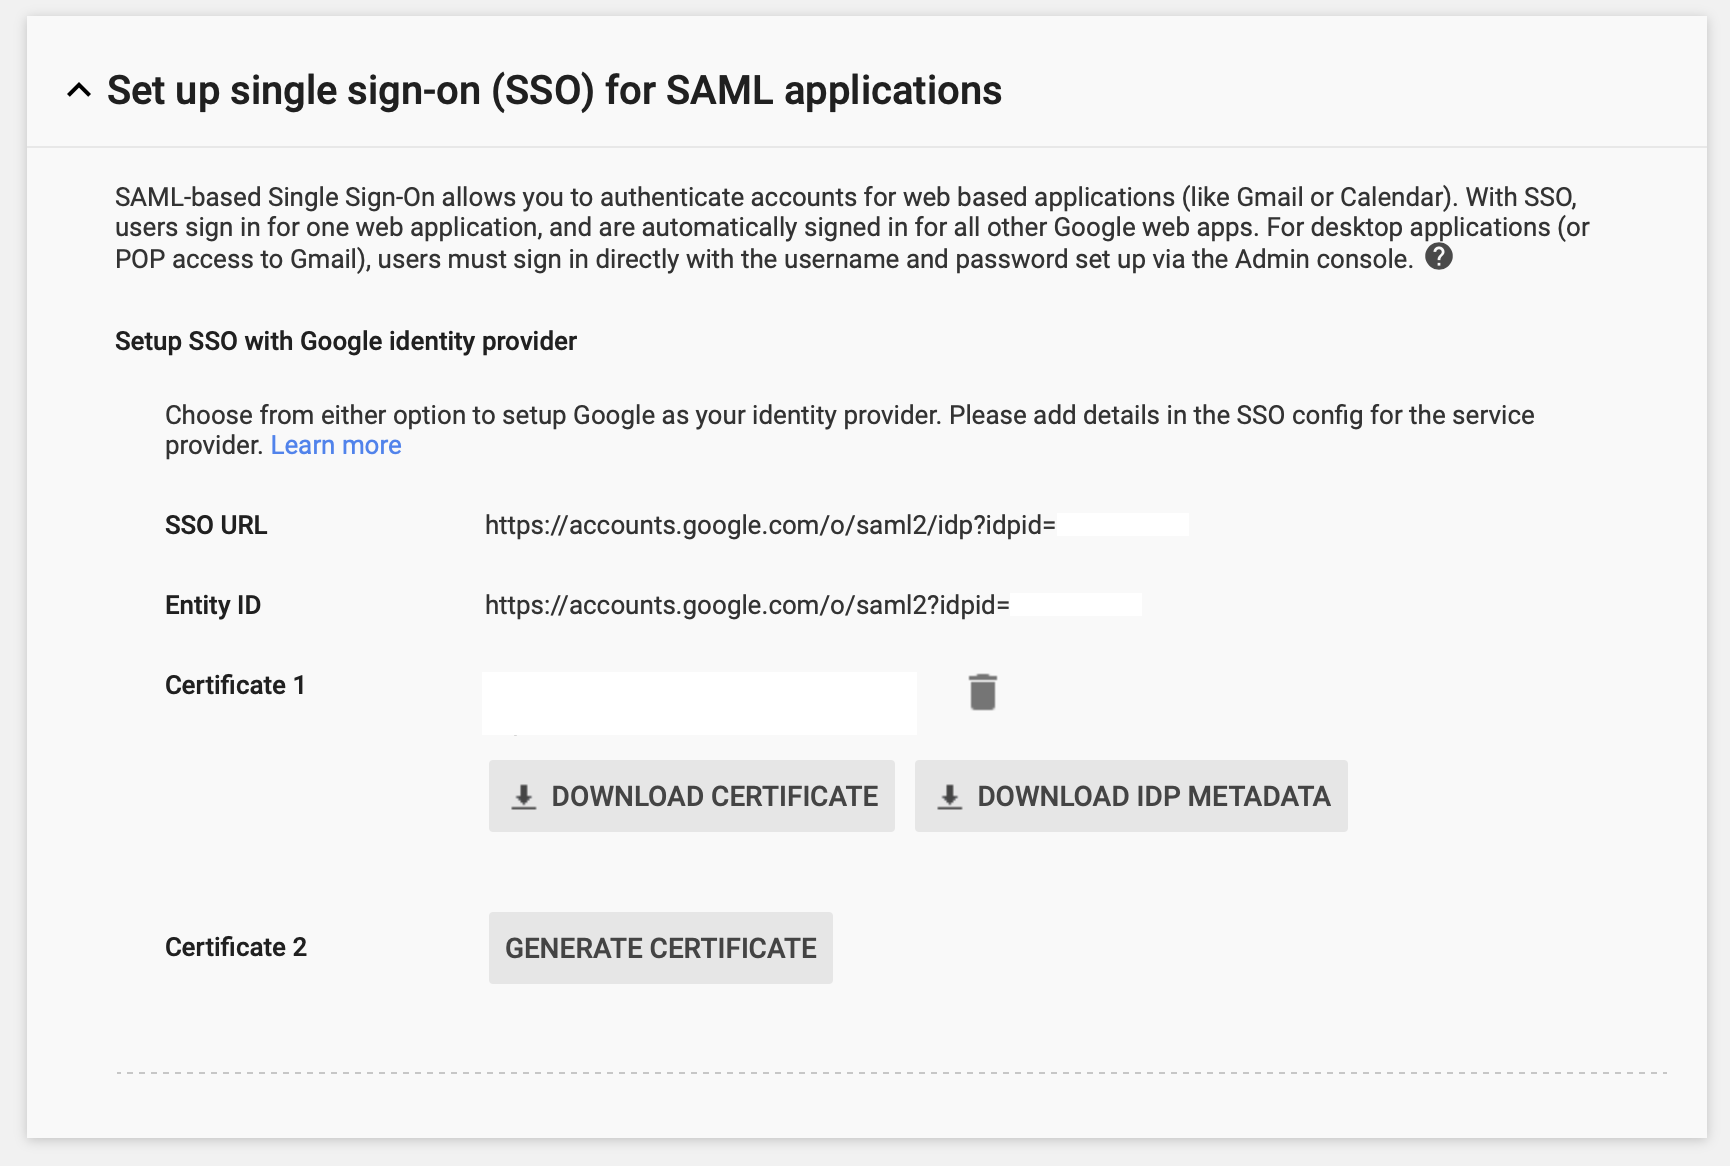 Set up single sign-on (SSO) for SAML applications
SAML-based Single Sign-On allows you to authenticate accounts for web based applications (like Gmail or Calendar). With SSO,
users sign in for one web application, and are automatically signed in for all other Google web apps. For desktop applications (or
POP access to Gmail), users must sign in directly with the username and password set up via the Admin console. ?
Setup SSO with Google identity provider
Choose from either option to setup Google as your identity provider. Please add details in the SSO config for the service
provider. Learn more
SSO URL https://accounts.google.com/o/saml2/idp?idpid=
Entity ID https://accounts.google.com/o/saml2?idpid=
Certificate 1
DOWNLOAD CERTIFICATE DOWNLOAD IDP METADATA
Certificate 2 GENERATE CERTIFICATE